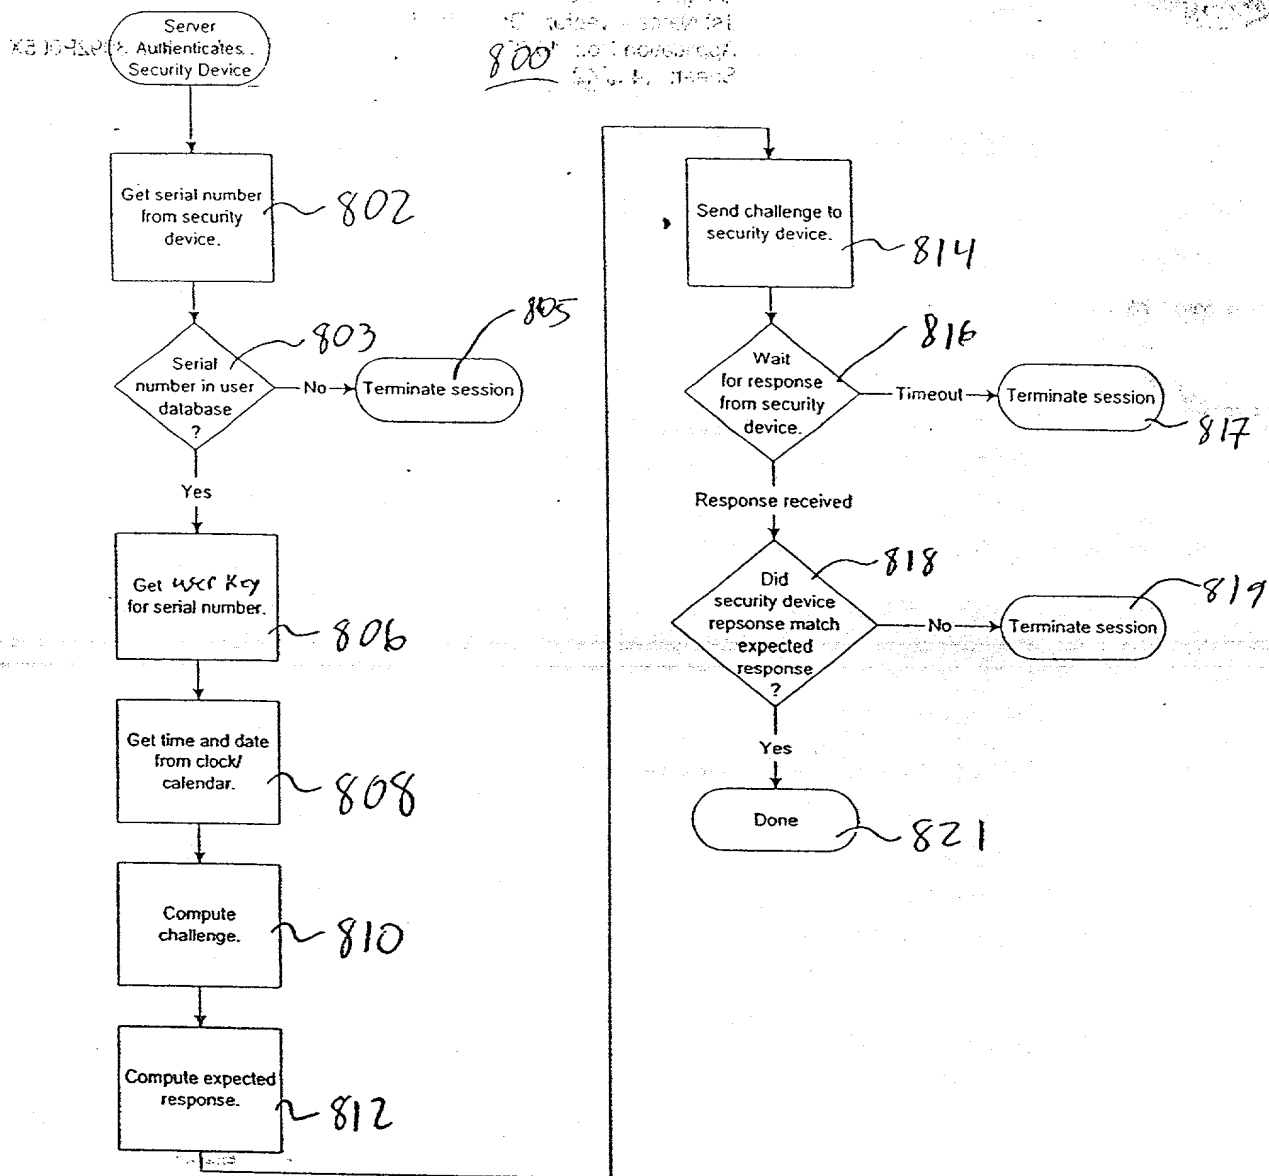 Server
Authenticates
Security Device
800
Get serial number
from security
device.
802
Serial
number in user
database
?
803
No
Terminate session
805
Yes
Get user key
for serial number.
806
Get time and date
from clock/
calendar.
808
Compute
challenge.
810
Compute expected
response.
812
Send challenge to
security device.
814
Wait
for response
from security
device.
816
Timeout
Terminate session
817
Response received
Did
security device
repsonse match
expected
response
?
818
No
Terminate session
819
Yes
Done
821